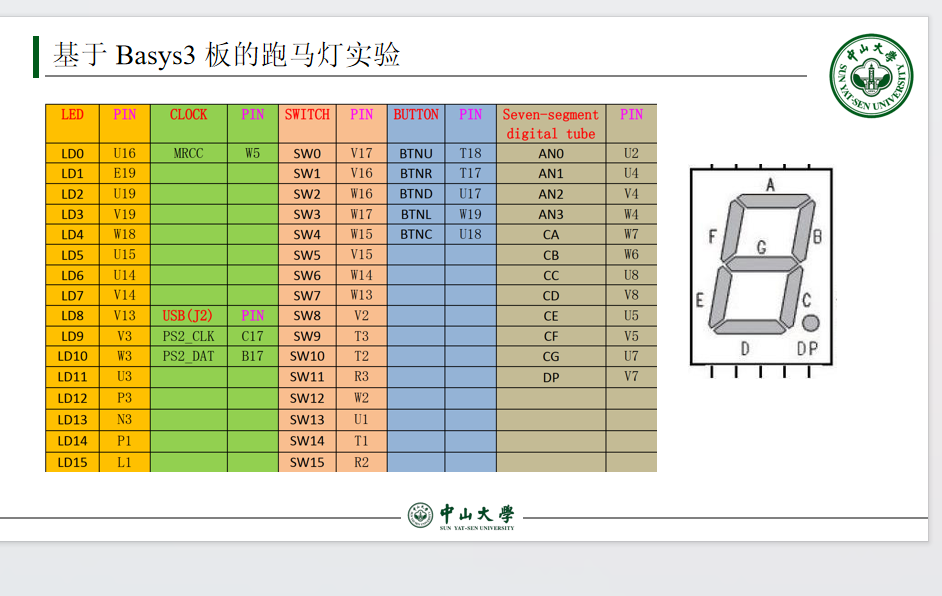 基于 Basys3 板的跑马灯实验
中山大学
SUN YAT-SEN UNIVERSITY
LED PIN CLOCK PIN SWITCH PIN BUTTON PIN Seven-segment digital tube PIN
LD0 U16 MRCC W5 SW0 V17 BTNU T18 AN0 U2
LD1 E19 SW1 V16 BTNR T17 AN1 U4
LD2 U19 SW2 W16 BTND U17 AN2 V4
LD3 V19 SW3 W17 BTNL W19 AN3 W4
LD4 W18 SW4 W15 BTNC U18 CA W7
LD5 U15 SW5 V15 CB W6
LD6 U14 SW6 W14 CC U8
LD7 V14 SW7 W13 CD V8
LD8 V13 USB(J2) PIN SW8 V2 CE U5
LD9 V3 PS2_CLK C17 SW9 T3 CF V5
LD10 W3 PS2_DAT B17 SW10 T2 CG U7
LD11 U3 SW11 R3 DP V7
LD12 P3 SW12 W2
LD13 N3 SW13 U1
LD14 P1 SW14 T1
LD15 L1 SW15 R2
A
F B
G
E C
D DP
中山大學
SUN YAT-SEN UNIVERSITY